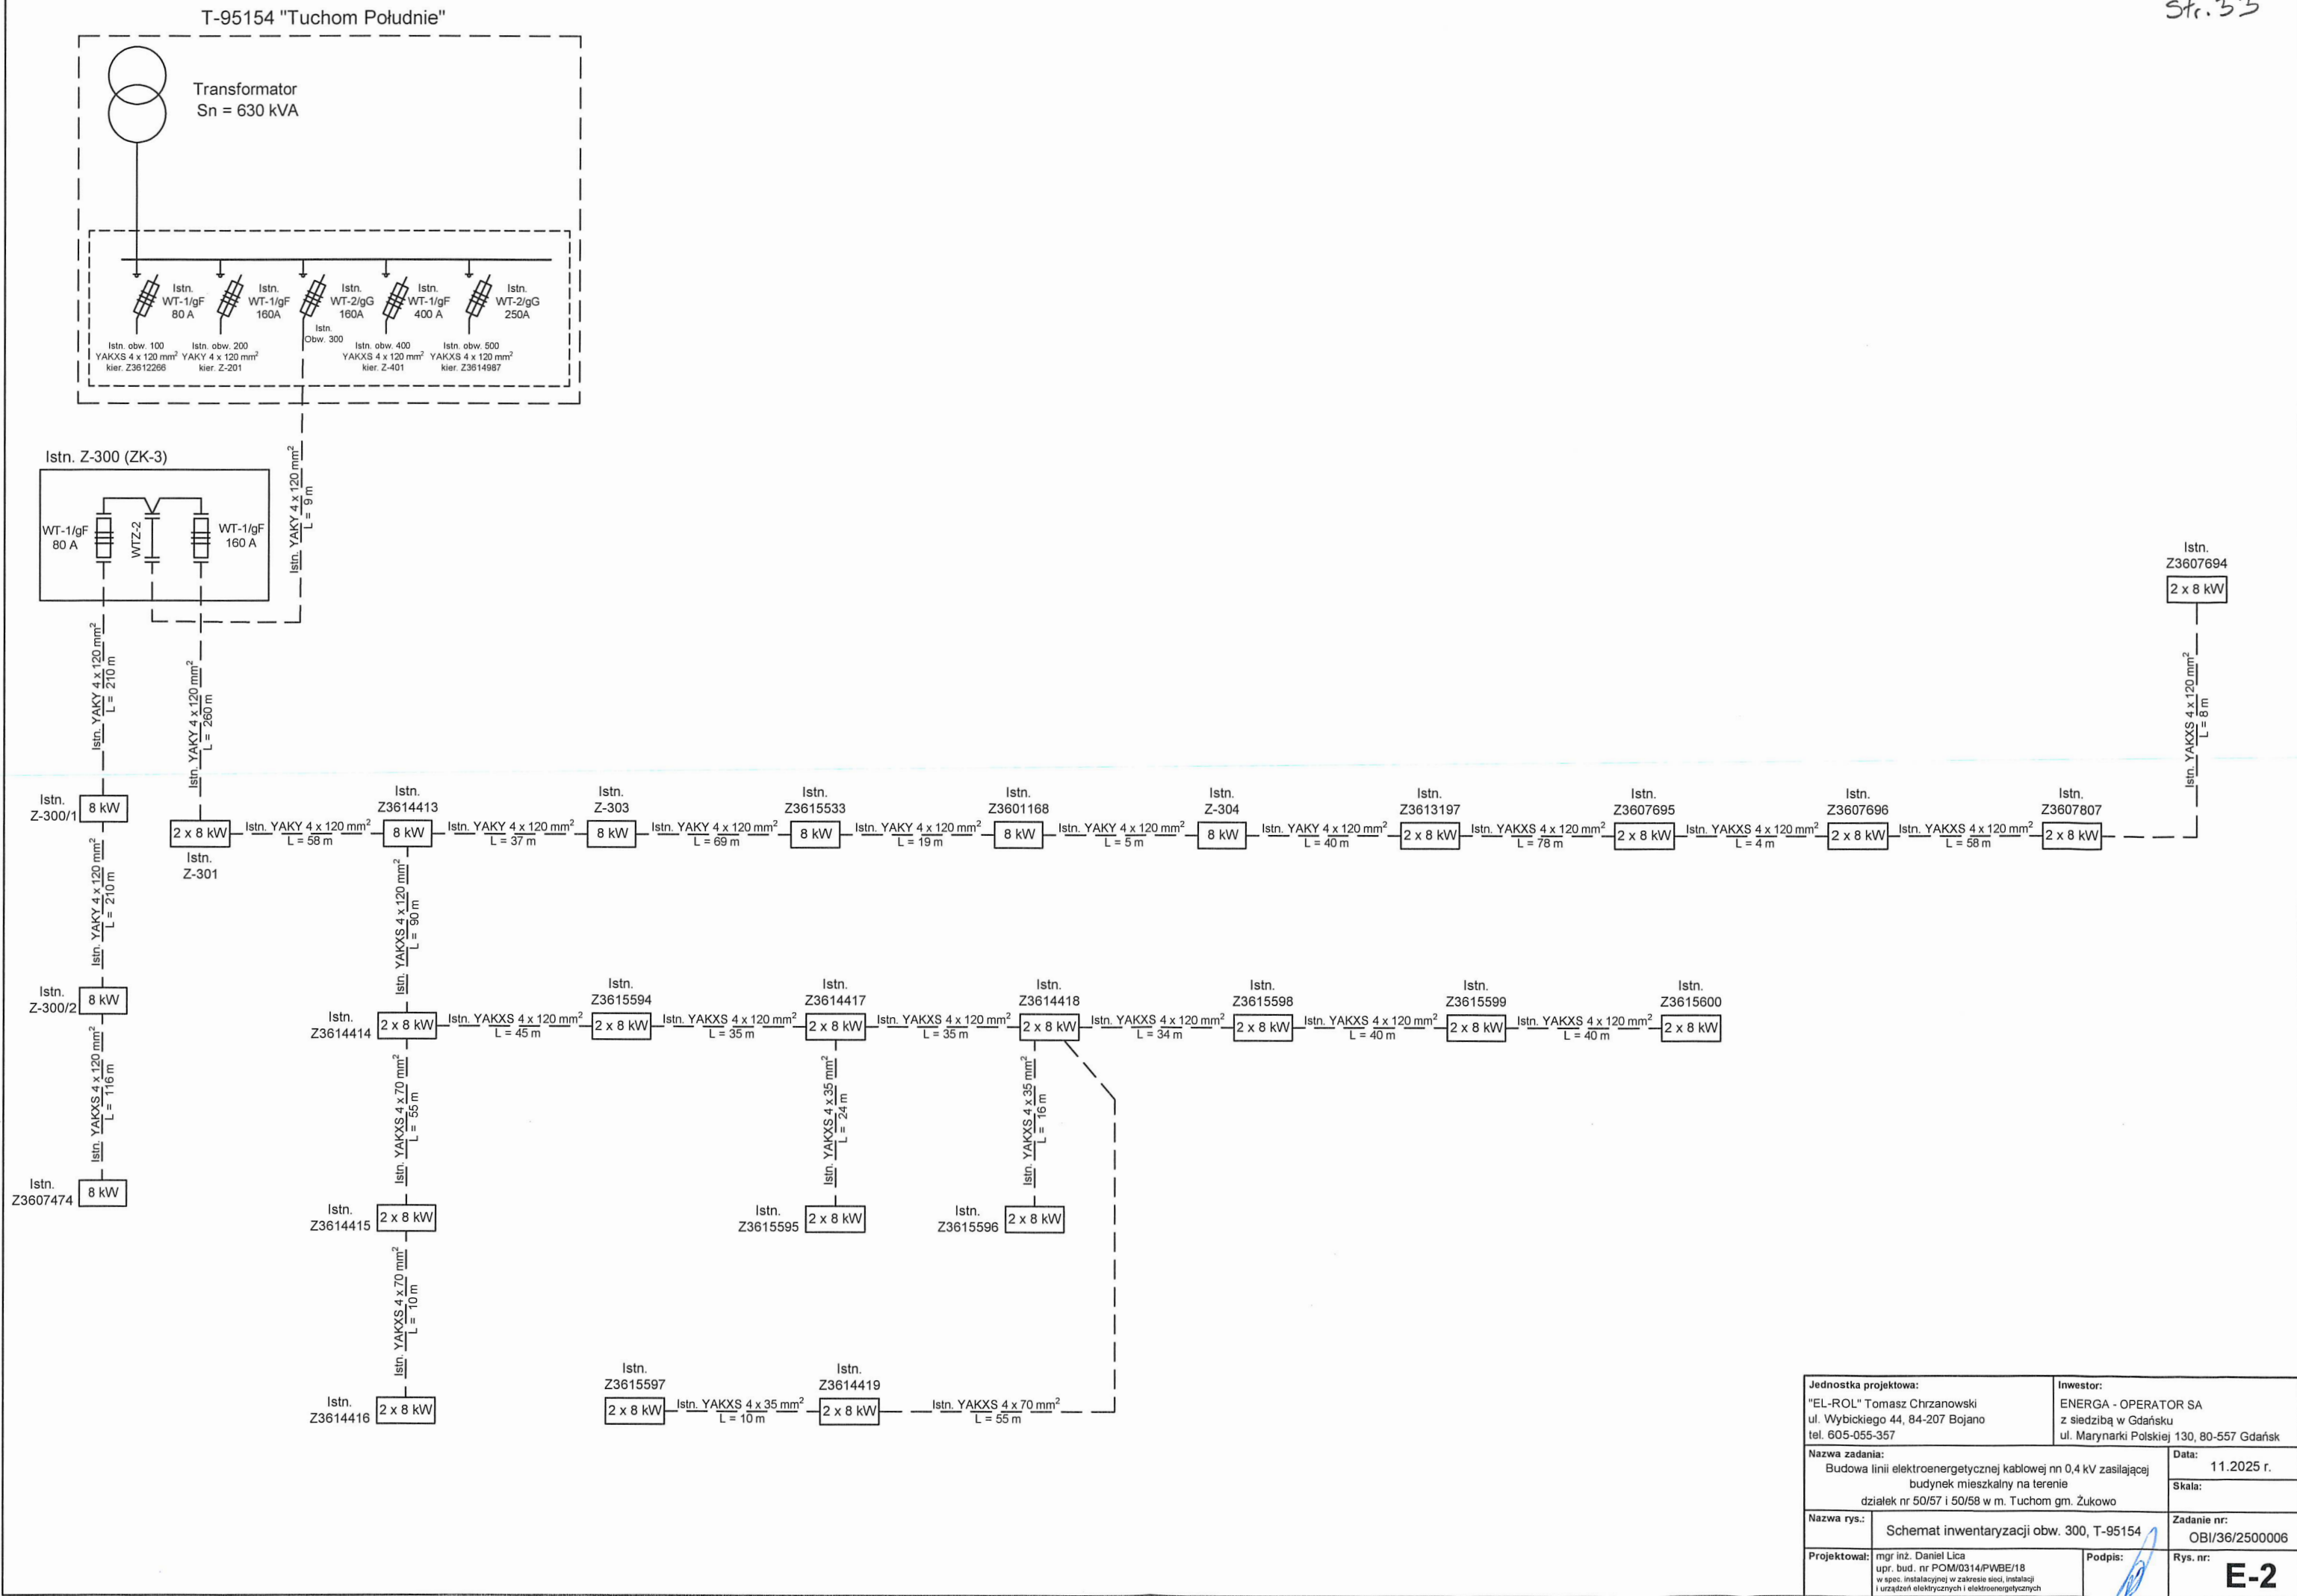 Str. 33
T-95154 "Tuchom Południe"
Transformator
Sn = 630 kVA
Istn.
WT-1/gF
80 A
Istn.
WT-1/gF
160A
Istn.
WT-2/gG
160A
Istn.
WT-1/gF
400 A
Istn.
WT-2/gG
250A
Istn. obw. 100
YAKXS 4 x 120 mm²
kier. Z3612266
Istn. obw. 200
YAKY 4 x 120 mm²
kier. Z-201
Istn.
Obw. 300
Istn. obw. 400
YAKXS 4 x 120 mm²
kier. Z-401
Istn. obw. 500
YAKXS 4 x 120 mm²
kier. Z3614987
Istn. YAKY 4 x 120 mm²
L = 9 m
Istn. Z-300 (ZK-3)
WT-1/gF
80 A
WTZ-2
WT-1/gF
160 A
Istn. YAKY 4 x 120 mm²
L = 210 m
Istn. YAKY 4 x 120 mm²
L = 260 m
Istn.
Z3607694
2 x 8 kW
Istn. YAKXS 4 x 120 mm²
L = 8 m
Istn.
Z-300/1
8 kW
2 x 8 kW
Istn.
Z-301
Istn. YAKY 4 x 120 mm²
L = 58 m
Istn.
Z3614413
8 kW
Istn. YAKY 4 x 120 mm²
L = 37 m
Istn.
Z-303
8 kW
Istn. YAKY 4 x 120 mm²
L = 69 m
Istn.
Z3615533
8 kW
Istn. YAKY 4 x 120 mm²
L = 19 m
Istn.
Z3601168
8 kW
Istn. YAKY 4 x 120 mm²
L = 5 m
Istn.
Z-304
8 kW
Istn. YAKY 4 x 120 mm²
L = 40 m
Istn.
Z3613197
2 x 8 kW
Istn. YAKXS 4 x 120 mm²
L = 78 m
Istn.
Z3607695
2 x 8 kW
Istn. YAKXS 4 x 120 mm²
L = 4 m
Istn.
Z3607696
2 x 8 kW
Istn. YAKXS 4 x 120 mm²
L = 58 m
Istn.
Z3607807
2 x 8 kW
Istn. YAKY 4 x 120 mm²
L = 210 m
Istn. YAKXS 4 x 120 mm²
L = 90 m
Istn.
Z-300/2
8 kW
Istn.
Z3614414
2 x 8 kW
Istn. YAKXS 4 x 120 mm²
L = 45 m
Istn.
Z3615594
2 x 8 kW
Istn. YAKXS 4 x 120 mm²
L = 35 m
Istn.
Z3614417
2 x 8 kW
Istn. YAKXS 4 x 120 mm²
L = 35 m
Istn.
Z3614418
2 x 8 kW
Istn. YAKXS 4 x 120 mm²
L = 34 m
Istn.
Z3615598
2 x 8 kW
Istn. YAKXS 4 x 120 mm²
L = 40 m
Istn.
Z3615599
2 x 8 kW
Istn. YAKXS 4 x 120 mm²
L = 40 m
Istn.
Z3615600
2 x 8 kW
Istn. YAKXS 4 x 120 mm²
L = 116 m
Istn. YAKXS 4 x 70 mm²
L = 55 m
Istn. YAKXS 4 x 35 mm²
L = 24 m
Istn. YAKXS 4 x 35 mm²
L = 16 m
Istn.
Z3607474
8 kW
Istn.
Z3614415
2 x 8 kW
Istn.
Z3615595
2 x 8 kW
Istn.
Z3615596
2 x 8 kW
Istn. YAKXS 4 x 70 mm²
L = 10 m
Istn.
Z3614416
2 x 8 kW
Istn.
Z3615597
2 x 8 kW
Istn. YAKXS 4 x 35 mm²
L = 10 m
Istn.
Z3614419
2 x 8 kW
Istn. YAKXS 4 x 70 mm²
L = 55 m
Jednostka projektowa:
"EL-ROL" Tomasz Chrzanowski
ul. Wybickiego 44, 84-207 Bojano
tel. 605-055-357
Inwestor:
ENERGA - OPERATOR SA
z siedzibą w Gdańsku
ul. Marynarki Polskiej 130, 80-557 Gdańsk
Nazwa zadania:
Budowa linii elektroenergetycznej kablowej nn 0,4 kV zasilającej
budynek mieszkalny na terenie
działek nr 50/57 i 50/58 w m. Tuchom gm. Żukowo
Data:
11.2025 r.
Skala:
Nazwa rys.:
Schemat inwentaryzacji obw. 300, T-95154
Zadanie nr:
OBI/36/2500006
Projektował:
mgr inż. Daniel Lica
upr. bud. nr POM/0314/PWBE/18
w spec. instalacyjnej w zakresie sieci, instalacji
i urządzeń elektrycznych i elektroenergetycznych
Podpis:
Rys. nr:
E-2